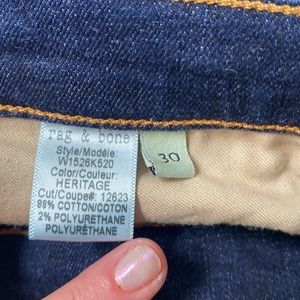 rag & bone
Style/Modèle:
W1526K520
Color/Couleur:
HERITAGE
Cut/Coupe#: 12623
98% COTTON/COTON
2% POLYURETHANE
POLYURÉTHANE
30